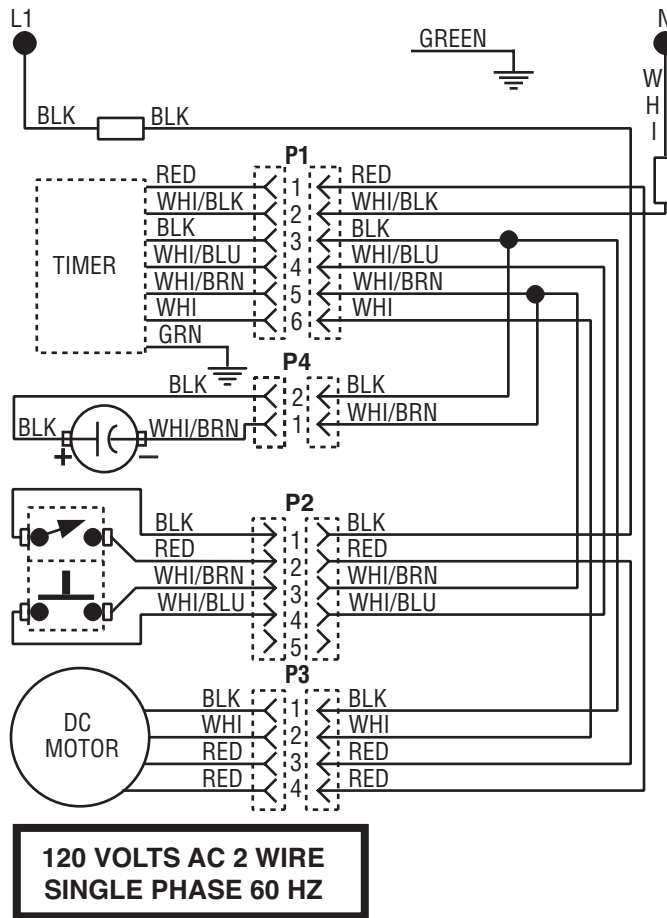 L1
N
GREEN
W
H
I
BLK BLK
P1
RED 1 RED
WHI/BLK 2 WHI/BLK
BLK 3 BLK
WHI/BLU 4 WHI/BLU
TIMER
WHI/BRN 5 WHI/BRN
WHI 6 WHI
GRN
P4
BLK 2 BLK
BLK + − WHI/BRN 1 WHI/BRN
P2
BLK 1 BLK
RED 2 RED
WHI/BRN 3 WHI/BRN
WHI/BLU 4 WHI/BLU
5
P3
BLK 1 BLK
DC
MOTOR
WHI 2 WHI
RED 3 RED
RED 4 RED
120 VOLTS AC 2 WIRE
SINGLE PHASE 60 HZ